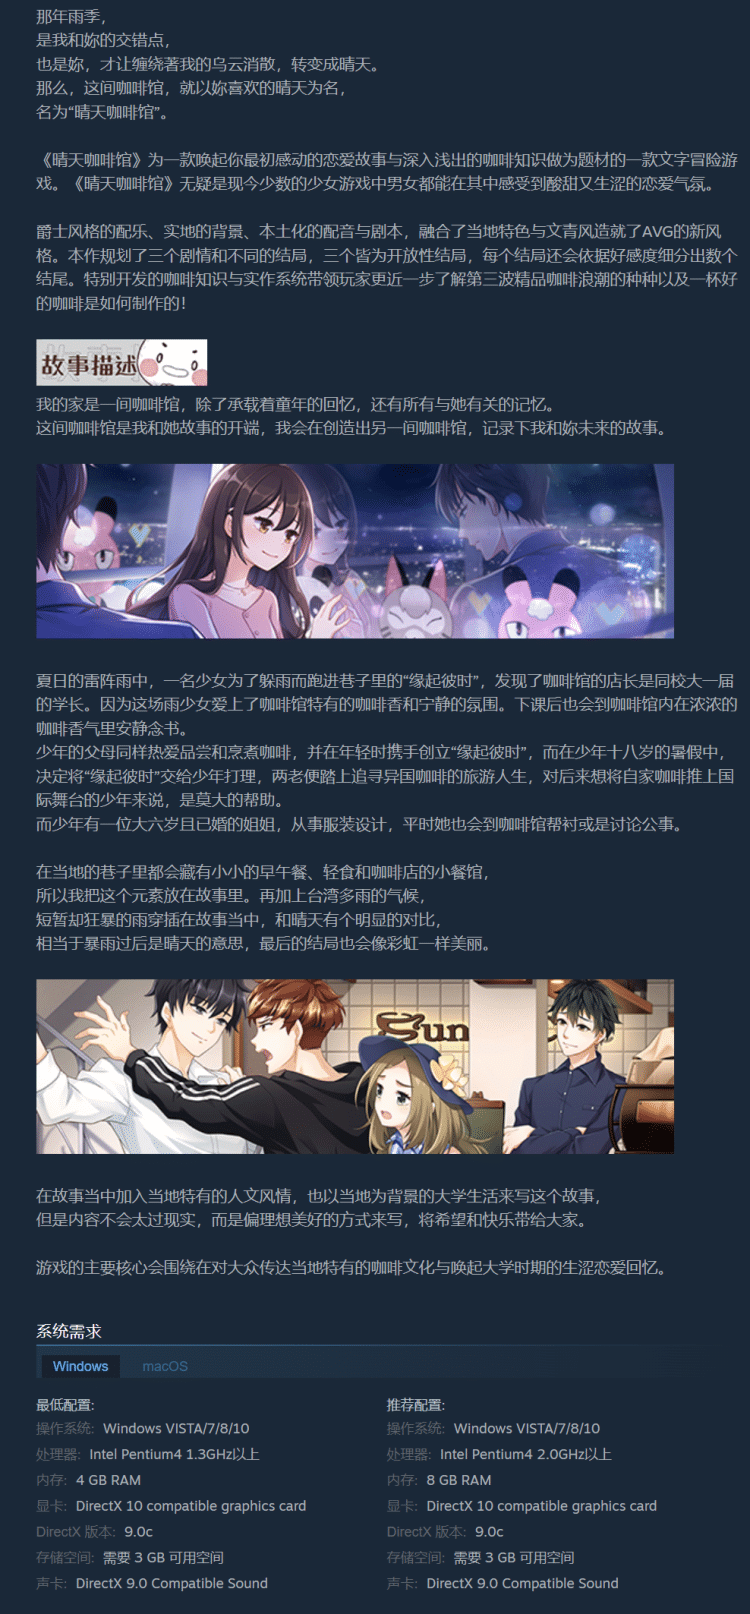 那年雨季，
是我和妳的交错点，
也是妳，才让缠绕著我的乌云消散，转变成晴天。
那么，这间咖啡馆，就以妳喜欢的晴天为名，
名为“晴天咖啡馆”。
《晴天咖啡馆》为一款唤起你最初感动的恋爱故事与深入浅出的咖啡知识做为题材的一款文字冒险游
戏。《晴天咖啡馆》无疑是现今少数的少女游戏中男女都能在其中感受到酸甜又生涩的恋爱气氛。
爵士风格的配乐、实地的背景、本土化的配音与剧本，融合了当地特色与文青风造就了AVG的新风
格。本作规划了三个剧情和不同的结局，三个皆为开放性结局，每个结局还会依据好感度细分出数个
结尾。特别开发的咖啡知识与实作系统带领玩家更近一步了解第三波精品咖啡浪潮的种种以及一杯好
的咖啡是如何制作的！
故事描述
我的家是一间咖啡馆，除了承载着童年的回忆，还有所有与她有关的记忆。
这间咖啡馆是我和她故事的开端，我会在创造出另一间咖啡馆，记录下我和妳未来的故事。
夏日的雷阵雨中，一名少女为了躲雨而跑进巷子里的“缘起彼时”，发现了咖啡馆的店长是同校大一届
的学长。因为这场雨少女爱上了咖啡馆特有的咖啡香和宁静的氛围。下课后也会到咖啡馆内在浓浓的
咖啡香气里安静念书。
少年的父母同样热爱品尝和烹煮咖啡，并在年轻时携手创立“缘起彼时”，而在少年十八岁的暑假中，
决定将“缘起彼时”交给少年打理，两老便踏上追寻异国咖啡的旅游人生，对后来想将自家咖啡推上国
际舞台的少年来说，是莫大的帮助。
而少年有一位大六岁且已婚的姐姐，从事服装设计，平时她也会到咖啡馆帮衬或是讨论公事。
在当地的巷子里都会藏有小小的早午餐、轻食和咖啡店的小餐馆，
所以我把这个元素放在故事里。再加上台湾多雨的气候，
短暂却狂暴的雨穿插在故事当中，和晴天有个明显的对比，
相当于暴雨过后是晴天的意思，最后的结局也会像彩虹一样美丽。
Sun
在故事当中加入当地特有的人文风情，也以当地为背景的大学生活来写这个故事，
但是内容不会太过现实，而是偏理想美好的方式来写，将希望和快乐带给大家。
游戏的主要核心会围绕在对大众传达当地特有的咖啡文化与唤起大学时期的生涩恋爱回忆。
系统需求
Windows macOS
最低配置: 推荐配置:
操作系统: Windows VISTA/7/8/10 操作系统: Windows VISTA/7/8/10
处理器: Intel Pentium4 1.3GHz以上 处理器: Intel Pentium4 2.0GHz以上
内存: 4 GB RAM 内存: 8 GB RAM
显卡: DirectX 10 compatible graphics card 显卡: DirectX 10 compatible graphics card
DirectX 版本: 9.0c DirectX 版本: 9.0c
存储空间: 需要 3 GB 可用空间 存储空间: 需要 3 GB 可用空间
声卡: DirectX 9.0 Compatible Sound 声卡: DirectX 9.0 Compatible Sound